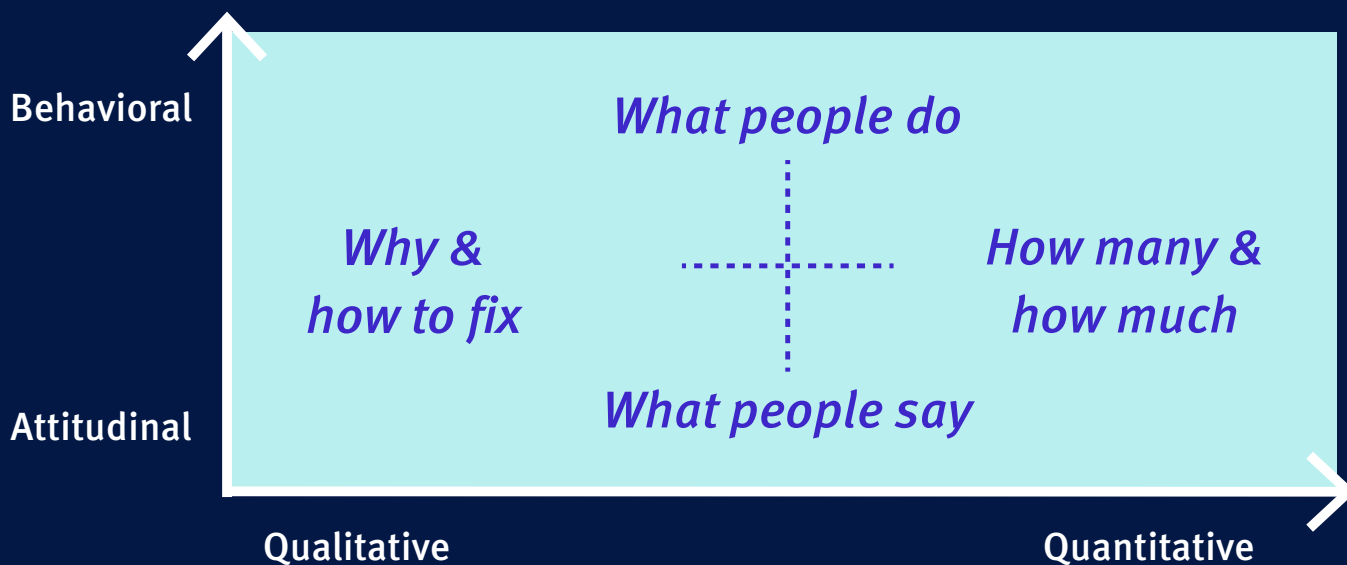 Behavioral
What people do
Why &
how to fix
How many &
how much
What people say
Attitudinal
Qualitative
Quantitative